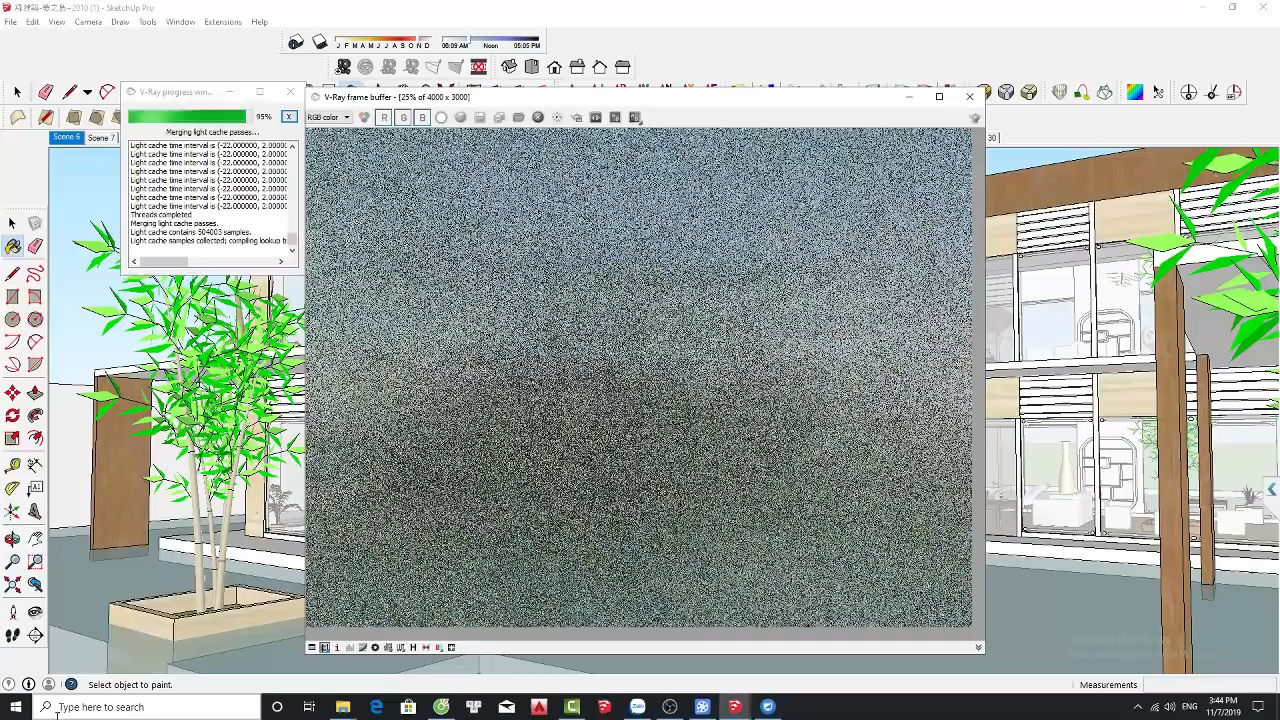 -2010 (1) - SketchUp Pro
File Edit View Camera Draw Tools Window Extensions Help
J F M A M J J A S O N D 08:09 AM Noon 05:05 PM
V-Ray progress win...
95% X
Merging light cache passes...
Light cache time interval is (-22.000000, 2.00000
Light cache time interval is (-22.000000, 2.00000
Light cache time interval is (-22.000000, 2.00000
Light cache time interval is (-22.000000, 2.00000
Light cache time interval is (-22.000000, 2.00000
Light cache time interval is (-22.000000, 2.00000
Light cache time interval is (-22.000000, 2.00000
Light cache time interval is (-22.000000, 2.00000
Threads completed
Merging light cache passes.
Light cache contains 504003 samples.
Light cache samples collected; compiling lookup tr
V-Ray frame buffer - [25% of 4000 x 3000]
RGB color R G B
Scene 6 Scene 7
30
A1
i
H
Select object to paint.
Measurements
Type here to search
Zalo
ENG
3:44 PM
11/7/2019